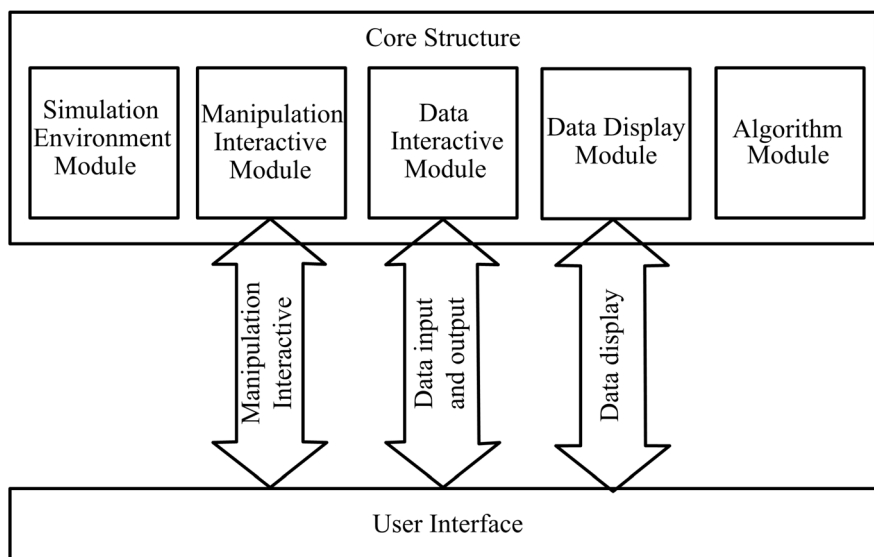 Core Structure
Simulation
Environment
Module
Manipulation
Interactive
Module
Data
Interactive
Module
Data Display
Module
Algorithm
Module
Manipulation
Interactive
Data input
and output
Data display
User Interface